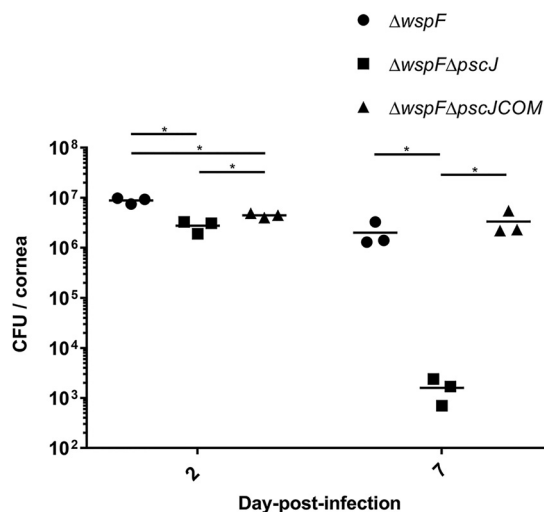 ΔwspF
ΔwspFΔpscJ
ΔwspFΔpscJCOM
*
*
*
*
*
10⁸
10⁷
10⁶
10⁵
10⁴
10³
10²
CFU / cornea
2
7
Day-post-infection